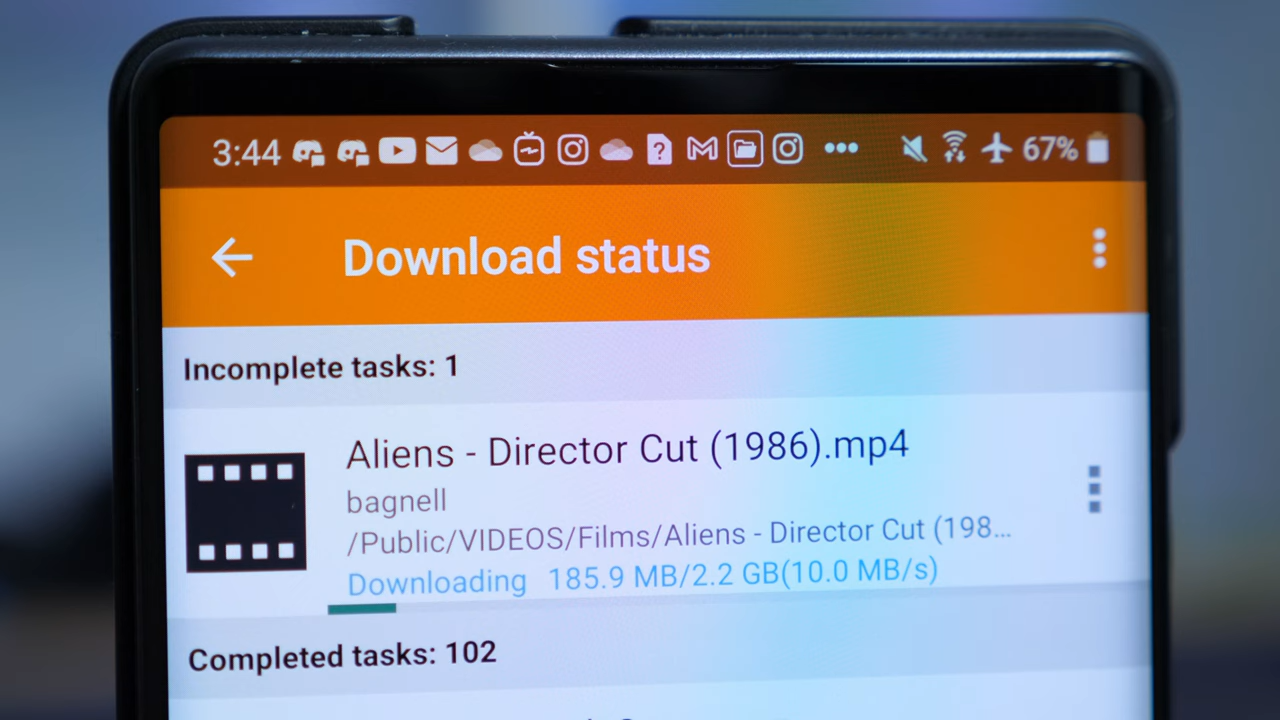 3:44 ? M ••• 67%
Download status
Incomplete tasks: 1
Aliens - Director Cut (1986).mp4
bagnell
/Public/VIDEOS/Films/Aliens - Director Cut (198...
Downloading 185.9 MB/2.2 GB(10.0 MB/s)
Completed tasks: 102